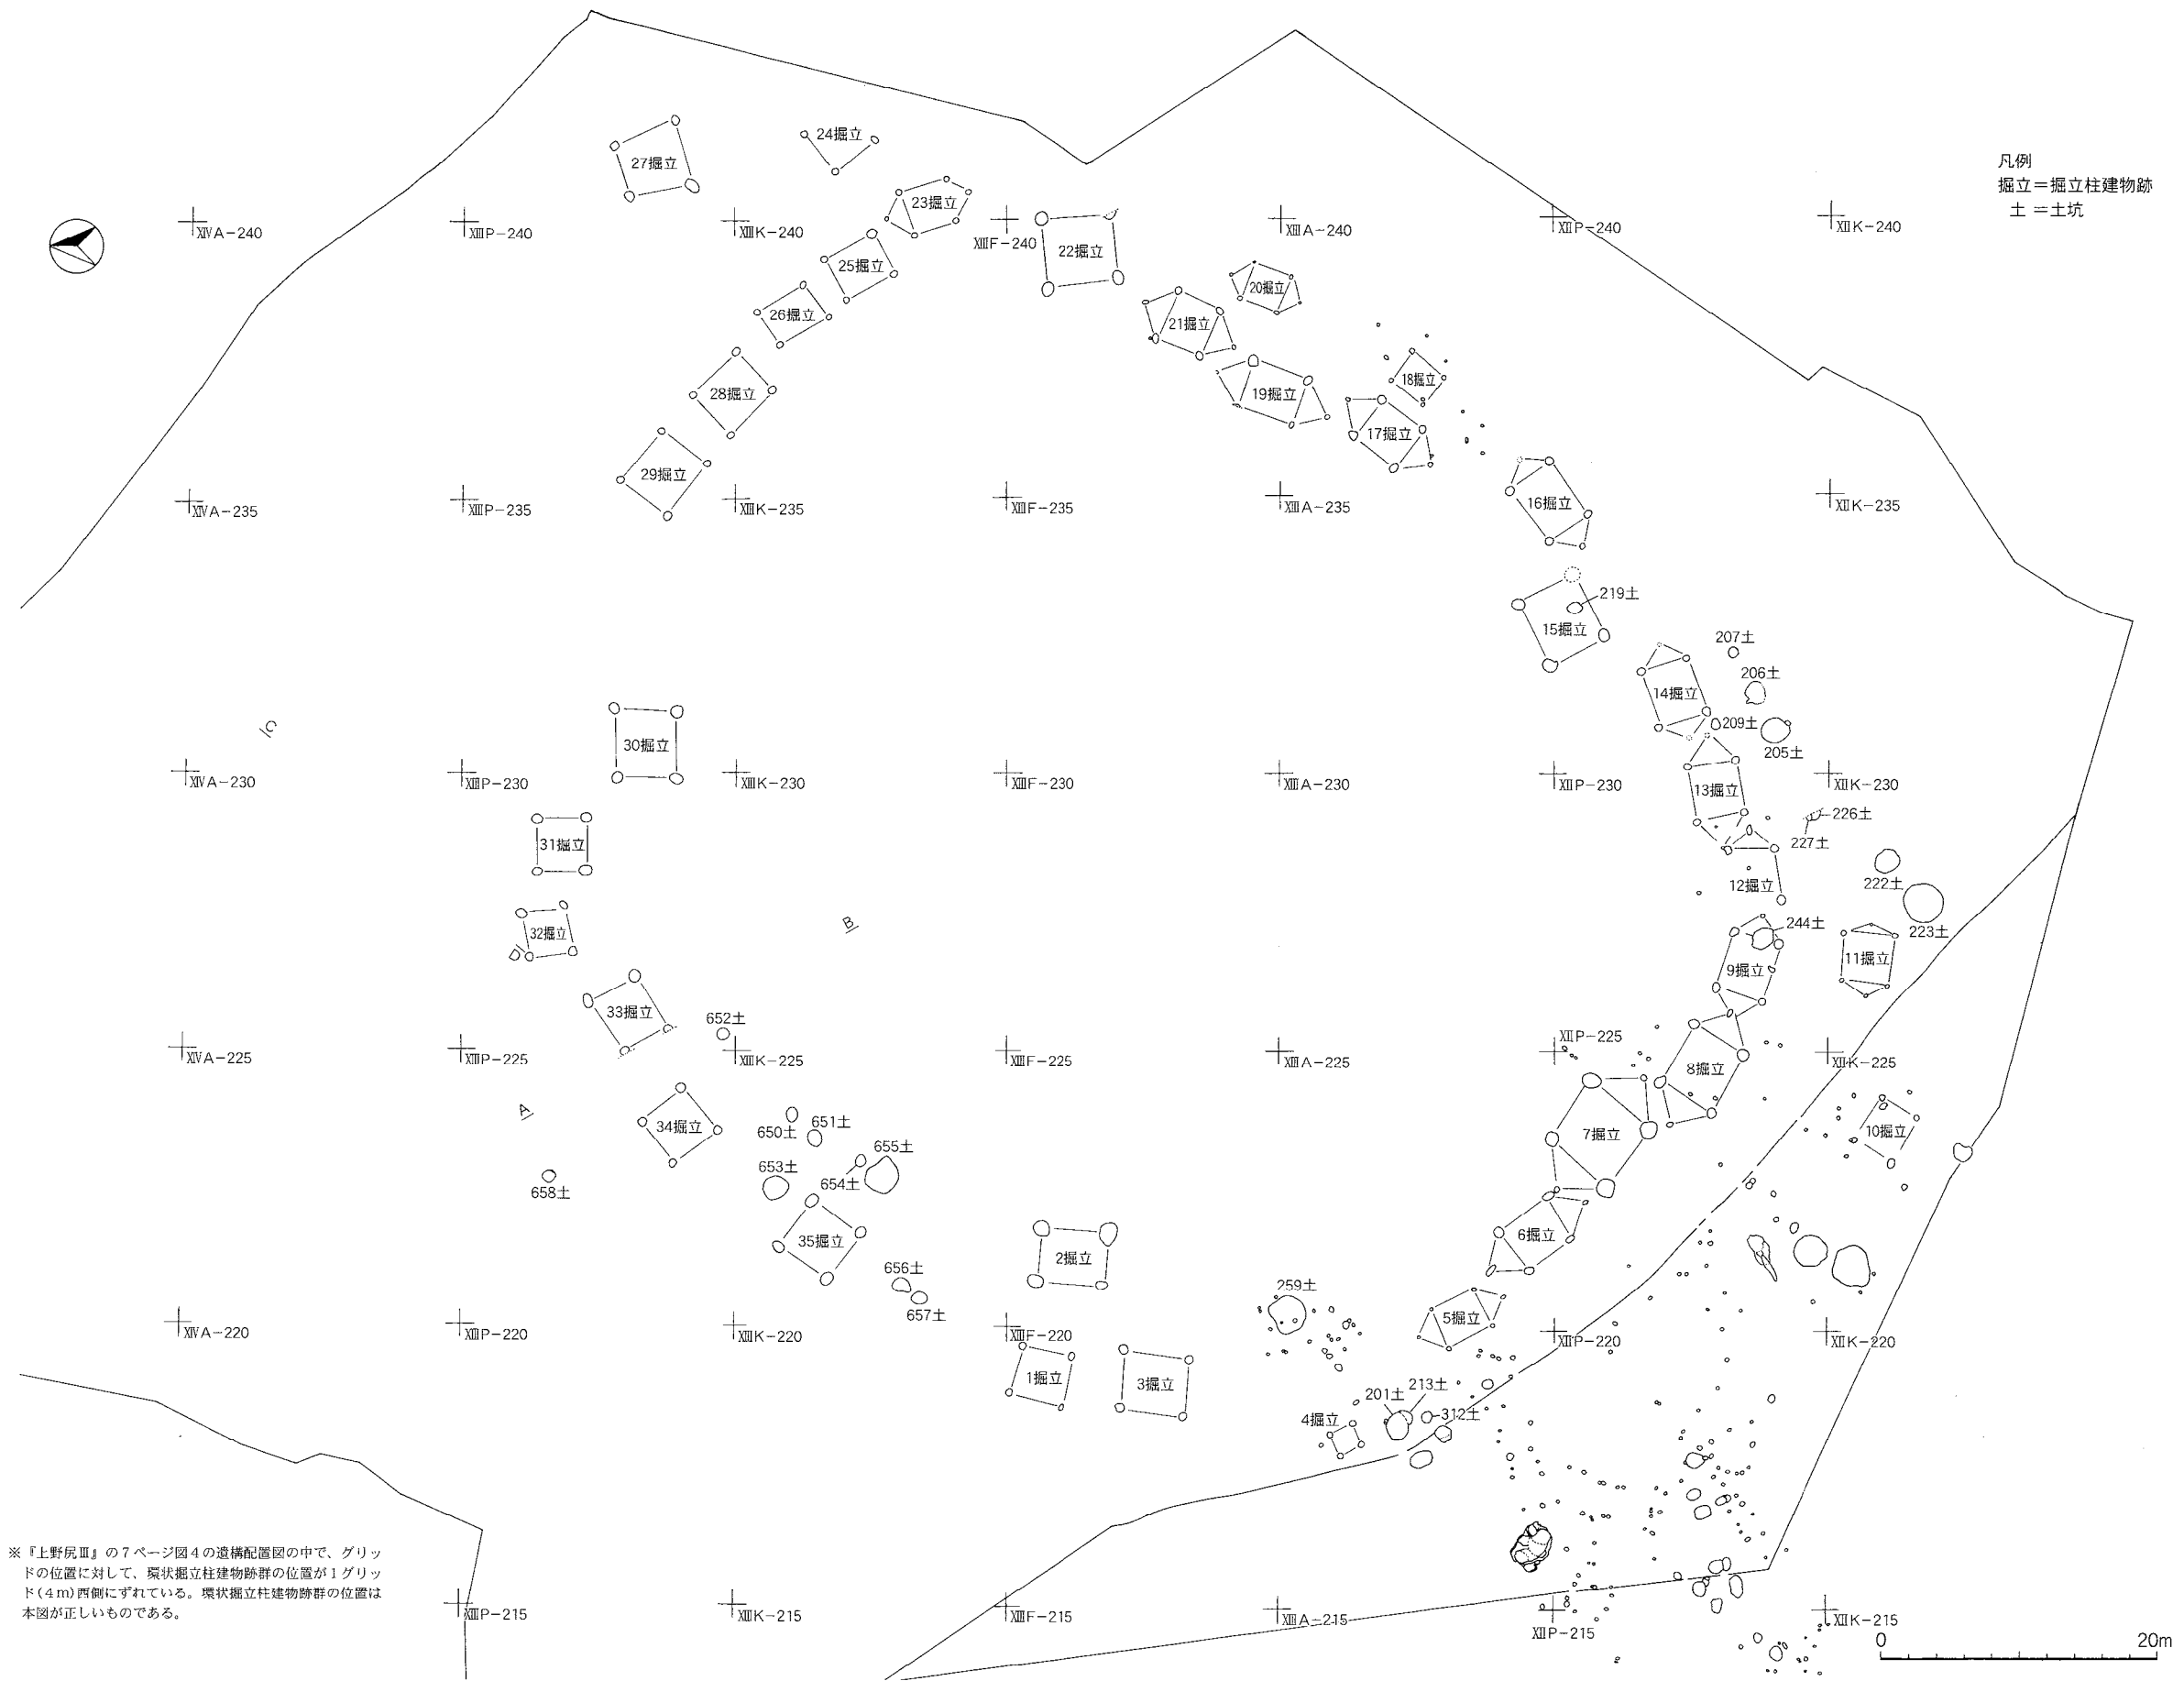 凡例
掘立＝掘立柱建物跡
土 ＝土坑
27掘立
24掘立
23掘立
ⅩⅣA-240
ⅩⅢP-240
ⅩⅢK-240
ⅩⅢF-240
ⅩⅢA-240
ⅩⅡP-240
ⅩⅡK-240
22掘立
25掘立
20掘立
26掘立
21掘立
18掘立
28掘立
19掘立
17掘立
29掘立
16掘立
ⅩⅣA-235
ⅩⅢP-235
ⅩⅢK-235
ⅩⅢF-235
ⅩⅢA-235
ⅩⅡK-235
219土
15掘立
207土
206土
14掘立
209土
205土
C
30掘立
ⅩⅣA-230
ⅩⅢP-230
ⅩⅢK-230
ⅩⅢF-230
ⅩⅢA-230
ⅩⅡP-230
ⅩⅡK-230
13掘立
226土
227土
31掘立
12掘立
222土
223土
B
244土
32掘立
D
11掘立
9掘立
33掘立
652土
ⅩⅡP-225
ⅩⅣA-225
ⅩⅢP-225
ⅩⅢK-225
ⅩⅢF-225
ⅩⅢA-225
ⅩⅡK-225
8掘立
A
34掘立
650土
651土
7掘立
10掘立
655土
653土
654土
658土
35掘立
6掘立
2掘立
656土
657土
259土
5掘立
ⅩⅣA-220
ⅩⅢP-220
ⅩⅢK-220
ⅩⅢF-220
ⅩⅡP-220
ⅩⅡK-220
1掘立
3掘立
201土
213土
312土
4掘立
※『上野尻Ⅲ』の7ページ図4の遺構配置図の中で、グリッ
ドの位置に対して、環状掘立柱建物跡群の位置が1グリッ
ド(4m)西側にずれている。環状掘立柱建物跡群の位置は
本図が正しいものである。
ⅩⅢP-215
ⅩⅢK-215
ⅩⅢF-215
ⅩⅢA-215
ⅩⅡP-215
ⅩⅡK-215
0
20m